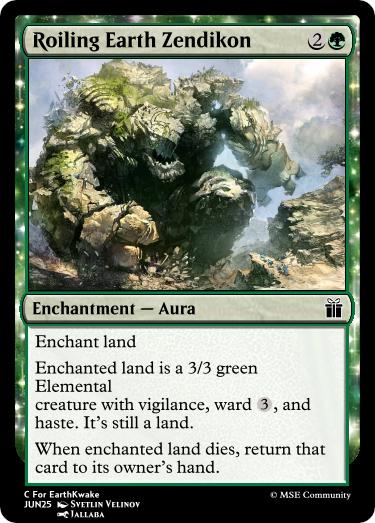 Roiling Earth Zendikon 2
Enchantment — Aura
Enchant land
Enchanted land is a 3/3 green
Elemental
creature with vigilance, ward 3, and
haste. It's still a land.
When enchanted land dies, return that
card to its owner's hand.
C For EarthKwake
JUN25 Svetlin Velinov © MSE Community
Jallaba